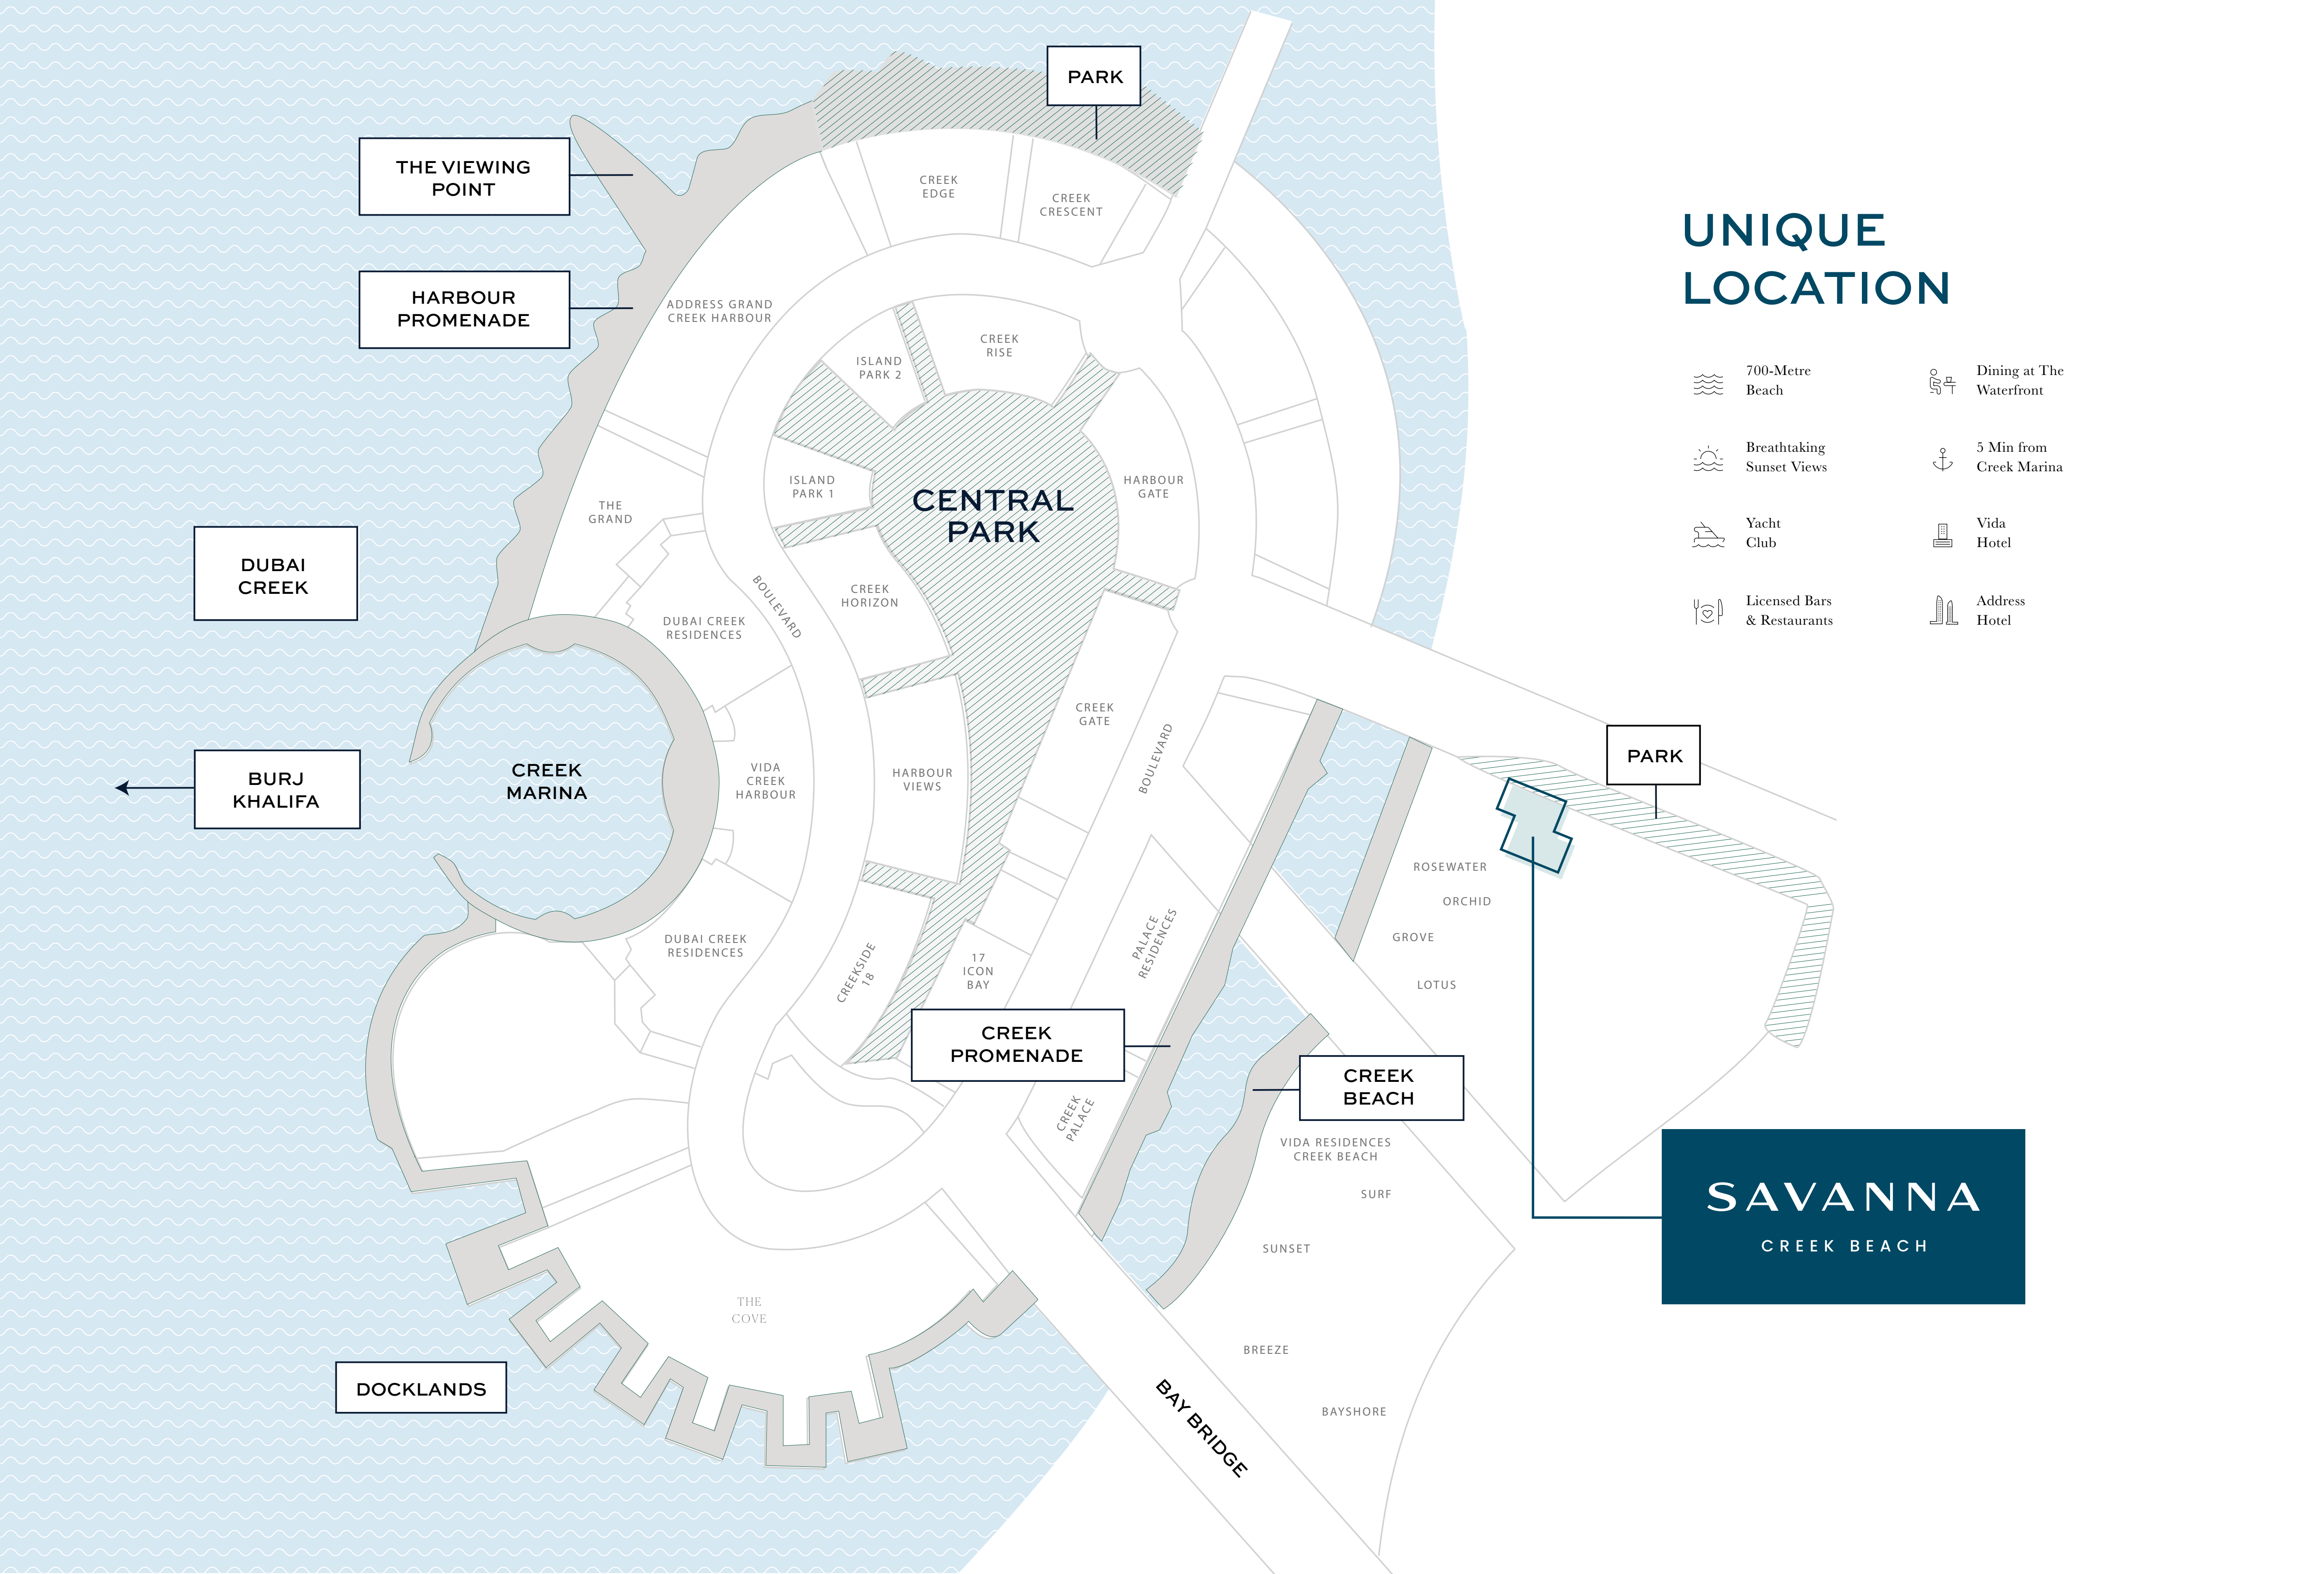 PARK
THE VIEWING
POINT
HARBOUR
PROMENADE
DUBAI
CREEK
BURJ
KHALIFA
CREEK
MARINA
DOCKLANDS
CREEK
EDGE
CREEK
CRESCENT
ADDRESS GRAND
CREEK HARBOUR
ISLAND
PARK 2
CREEK
RISE
ISLAND
PARK 1
CENTRAL
PARK
HARBOUR
GATE
THE
GRAND
BOULEVARD
CREEK
HORIZON
DUBAI CREEK
RESIDENCES
VIDA
CREEK
HARBOUR
HARBOUR
VIEWS
CREEK
GATE
BOULEVARD
DUBAI CREEK
RESIDENCES
CREEKSIDE
18
17
ICON
BAY
PALACE
RESIDENCES
CREEK
PROMENADE
CREEK
PALACE
THE
COVE
CREEK
BEACH
VIDA RESIDENCES
CREEK BEACH
SURF
SUNSET
BREEZE
BAYSHORE
BAY BRIDGE
ROSEWATER
ORCHID
GROVE
LOTUS
PARK
UNIQUE
LOCATION
700-Metre
Beach
Breathtaking
Sunset Views
Yacht
Club
Licensed Bars
& Restaurants
Dining at The
Waterfront
5 Min from
Creek Marina
Vida
Hotel
Address
Hotel
SAVANNA
CREEK BEACH